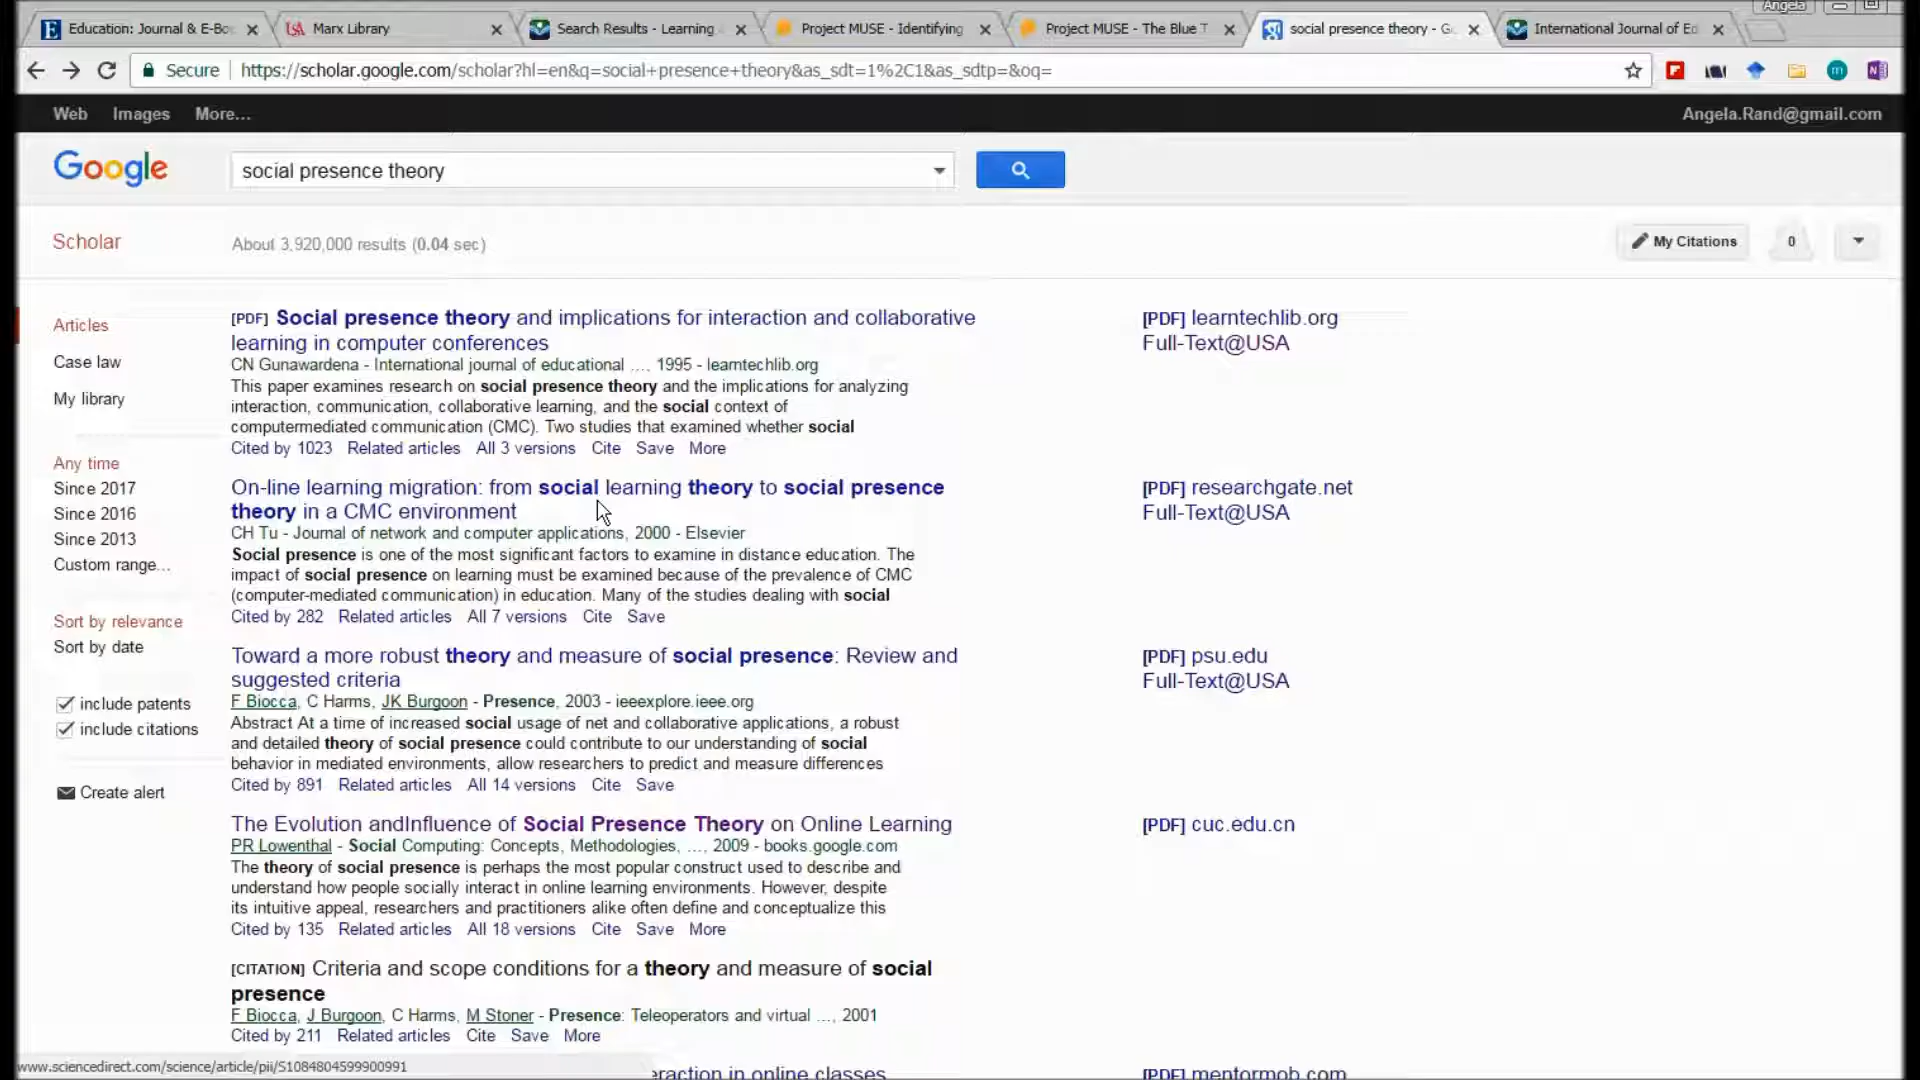 Angela
Education: Journal & E-Bo
Marx Library
Search Results - Learning
Project MUSE - Identifying
Project MUSE - The Blue T
social presence theory - Go
International Journal of Ed
Secure
https://scholar.google.com/scholar?hl=en&q=social+presence+theory&as_sdt=1%2C1&as_sdtp=&oq=
Web Images More...
Angela.Rand@gmail.com
Google
social presence theory
Scholar
About 3,920,000 results (0.04 sec)
My Citations
0
Articles
Case law
My library
Any time
Since 2017
Since 2016
Since 2013
Custom range...
Sort by relevance
Sort by date
include patents
include citations
Create alert
[PDF] Social presence theory and implications for interaction and collaborative
learning in computer conferences
CN Gunawardena - International journal of educational …, 1995 - learntechlib.org
This paper examines research on social presence theory and the implications for analyzing
interaction, communication, collaborative learning, and the social context of
computermediated communication (CMC). Two studies that examined whether social
Cited by 1023 Related articles All 3 versions Cite Save More
[PDF] learntechlib.org
Full-Text@USA
On-line learning migration: from social learning theory to social presence
theory in a CMC environment
CH Tu - Journal of network and computer applications, 2000 - Elsevier
Social presence is one of the most significant factors to examine in distance education. The
impact of social presence on learning must be examined because of the prevalence of CMC
(computer-mediated communication) in education. Many of the studies dealing with social
Cited by 282 Related articles All 7 versions Cite Save
[PDF] researchgate.net
Full-Text@USA
Toward a more robust theory and measure of social presence: Review and
suggested criteria
F Biocca, C Harms, JK Burgoon - Presence, 2003 - ieeexplore.ieee.org
Abstract At a time of increased social usage of net and collaborative applications, a robust
and detailed theory of social presence could contribute to our understanding of social
behavior in mediated environments, allow researchers to predict and measure differences
Cited by 891 Related articles All 14 versions Cite Save
[PDF] psu.edu
Full-Text@USA
The Evolution andInfluence of Social Presence Theory on Online Learning
PR Lowenthal - Social Computing: Concepts, Methodologies, …, 2009 - books.google.com
The theory of social presence is perhaps the most popular construct used to describe and
understand how people socially interact in online learning environments. However, despite
its intuitive appeal, researchers and practitioners alike often define and conceptualize this
Cited by 135 Related articles All 18 versions Cite Save More
[PDF] cuc.edu.cn
[CITATION] Criteria and scope conditions for a theory and measure of social
presence
F Biocca, J Burgoon, C Harms, M Stoner - Presence: Teleoperators and virtual …, 2001
Cited by 211 Related articles Cite Save More
www.sciencedirect.com/science/article/pii/S1084804599900991
eraction in online classes
[PDF] mentormob.com